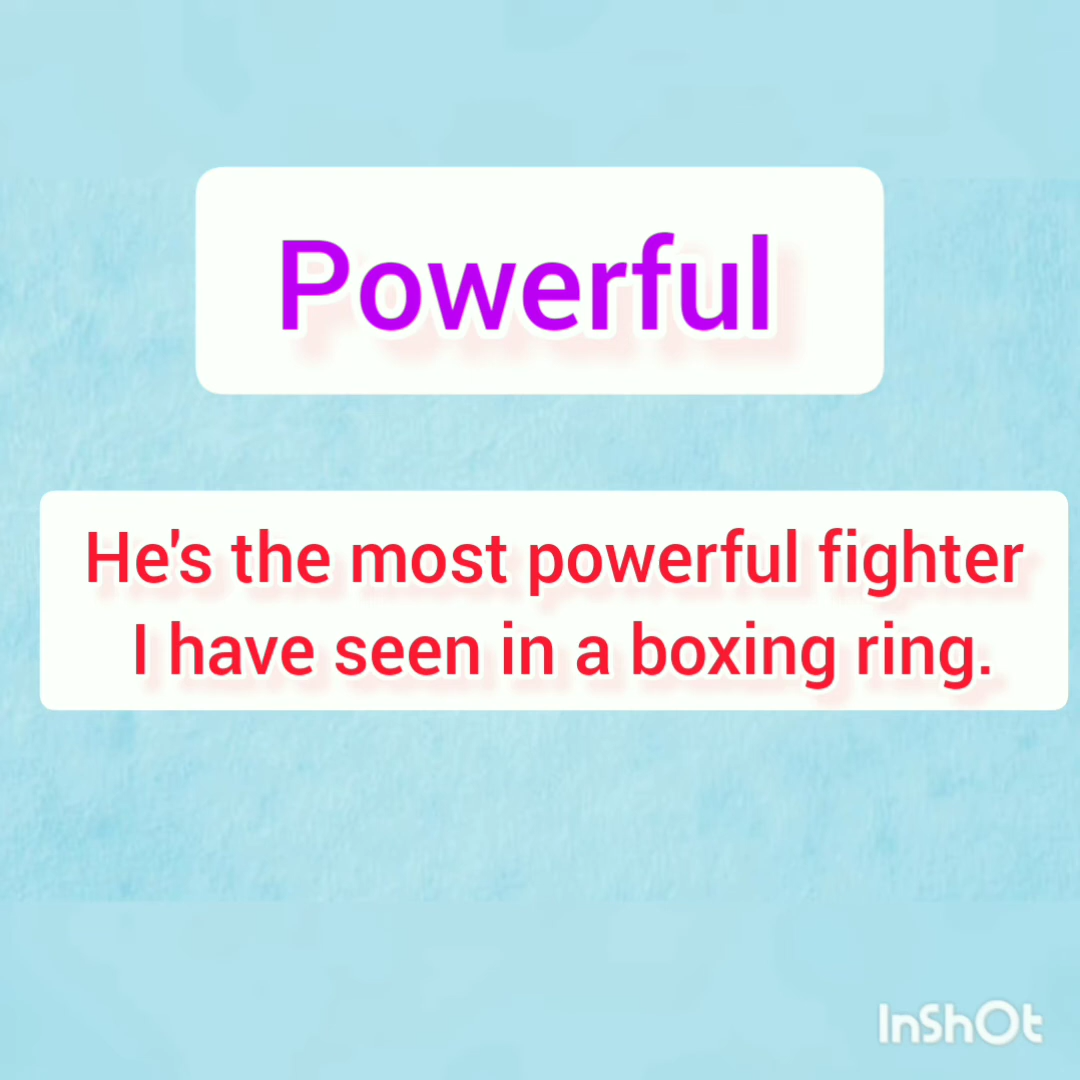 Powerful
He's the most powerful fighter
I have seen in a boxing ring.
InShOt